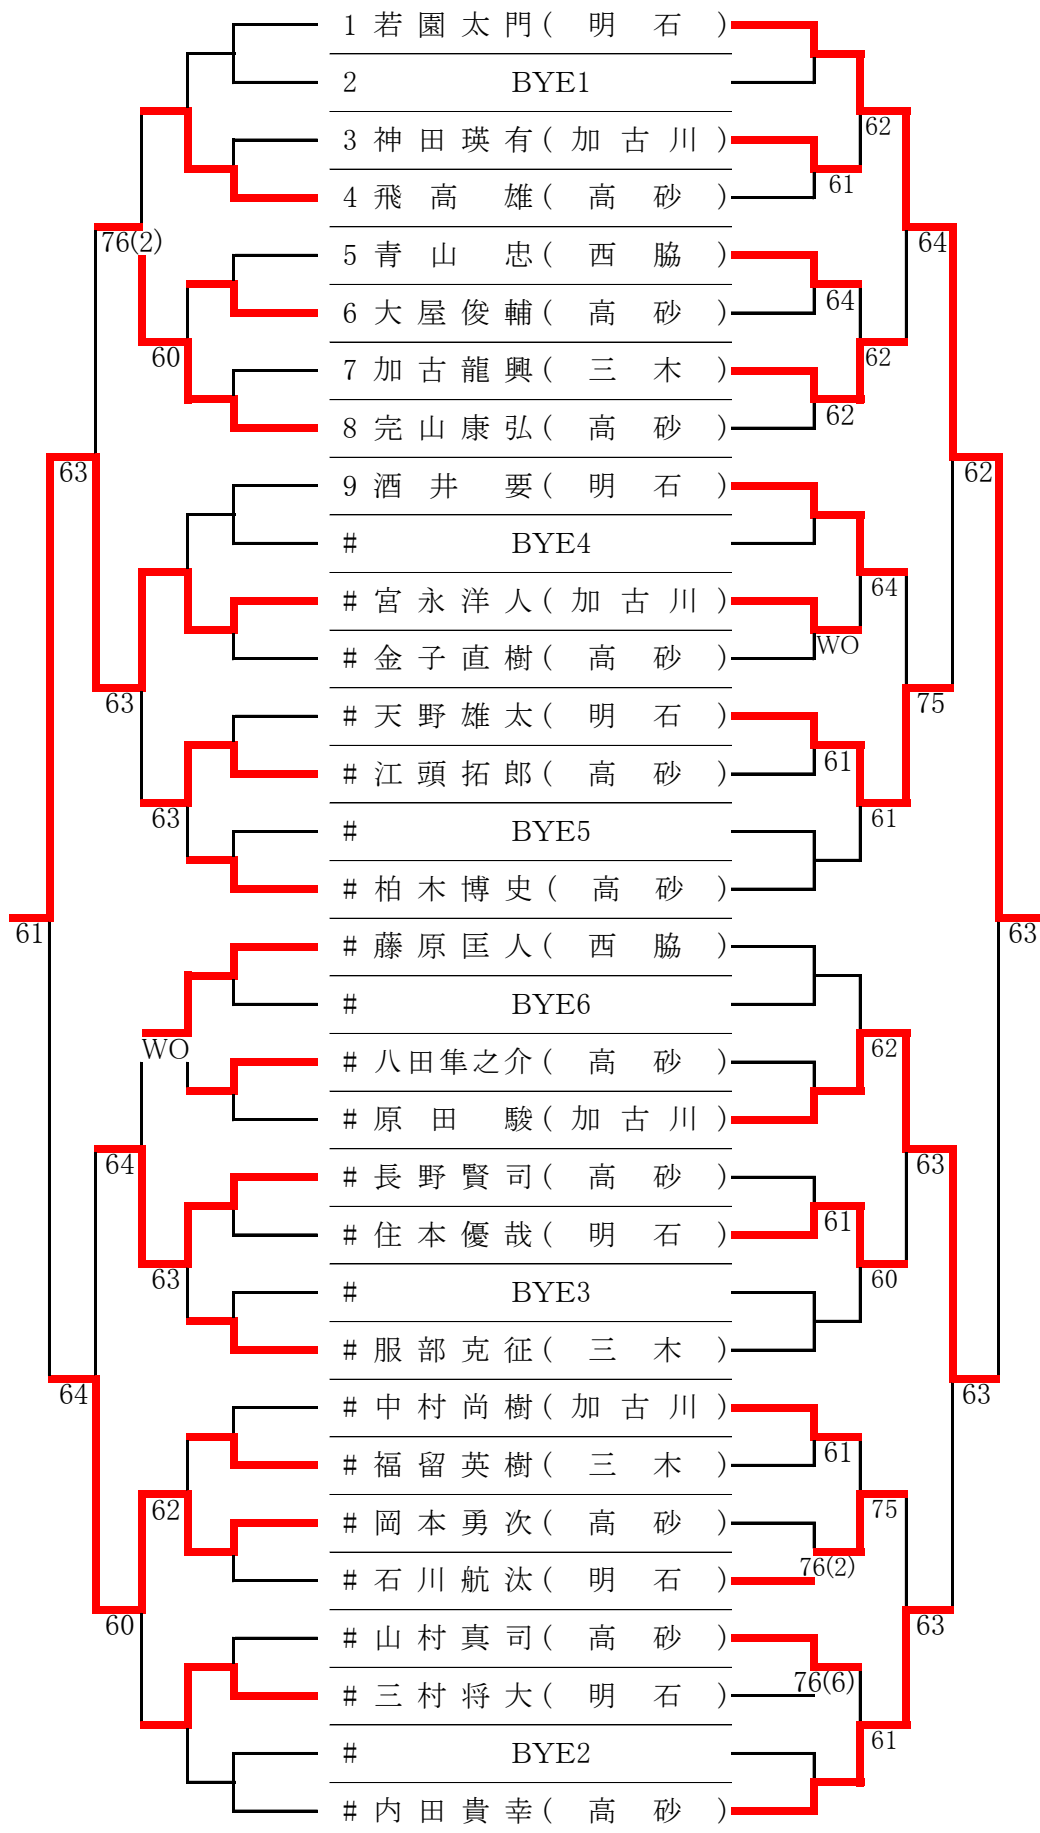 1 若園太門(明石)
62
2 BYE1
3 神田瑛有(加古川)
61
4 飛高 雄(高砂)
76(2)
64
5 青山 忠(西脇)
64
6 大屋俊輔(高砂)
60
62
7 加古龍興(三木)
62
8 完山康弘(高砂)
63
62
9 酒井 要(明石)
# BYE4
64
# 宮永洋人(加古川)
WO
# 金子直樹(高砂)
63
75
# 天野雄太(明石)
61
# 江頭拓郎(高砂)
63
61
# BYE5
# 柏木博史(高砂)
61
63
# 藤原匡人(西脇)
# BYE6
WO
62
# 八田隼之介(高砂)
# 原田 駿(加古川)
64
63
# 長野賢司(高砂)
61
# 住本優哉(明石)
63
60
# BYE3
# 服部克征(三木)
64
63
# 中村尚樹(加古川)
61
# 福留英樹(三木)
62
75
# 岡本勇次(高砂)
76(2)
# 石川航汰(明石)
60
63
# 山村真司(高砂)
76(6)
# 三村将大(明石)
61
# BYE2
# 内田貴幸(高砂)